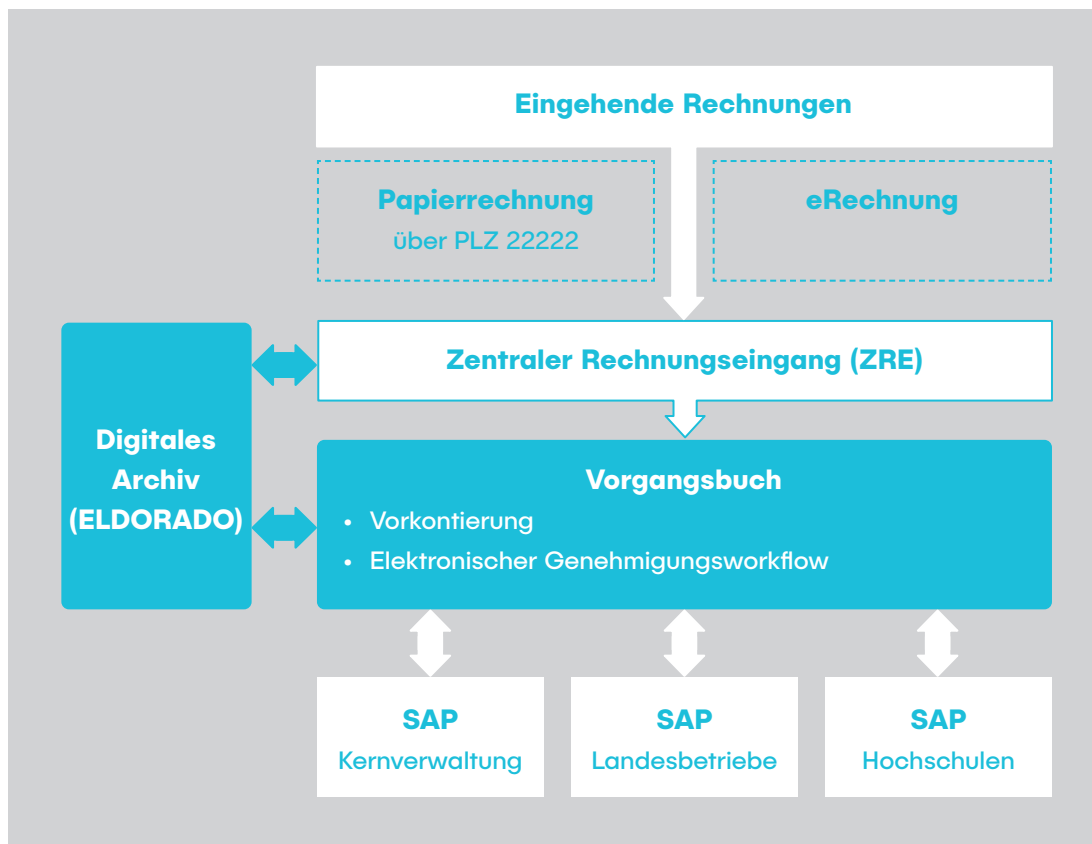 Eingehende Rechnungen
Papierrechnung
über PLZ 22222
eRechnung
Zentraler Rechnungseingang (ZRE)
Digitales
Archiv
(ELDORADO)
Vorgangsbuch
• Vorkontierung
• Elektronischer Genehmigungsworkflow
SAP
Kernverwaltung
SAP
Landesbetriebe
SAP
Hochschulen